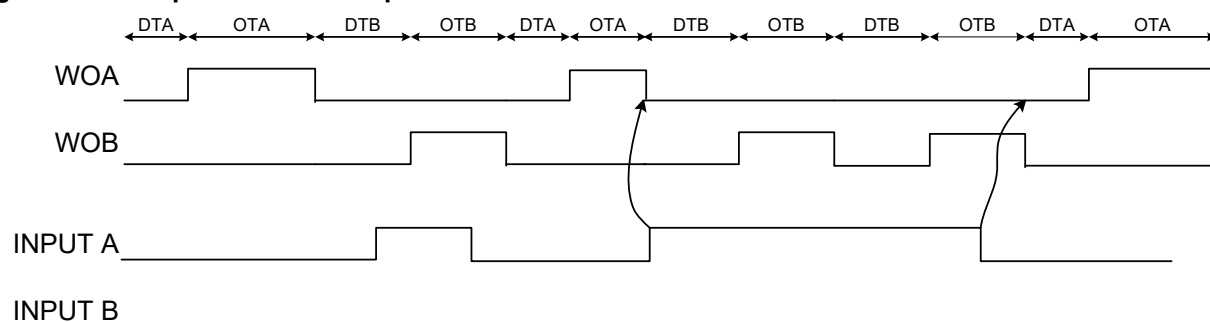 DTA OTA DTB OTB DTA OTA DTB OTB DTB OTB DTA OTA
WOA
WOB
INPUT A
INPUT B